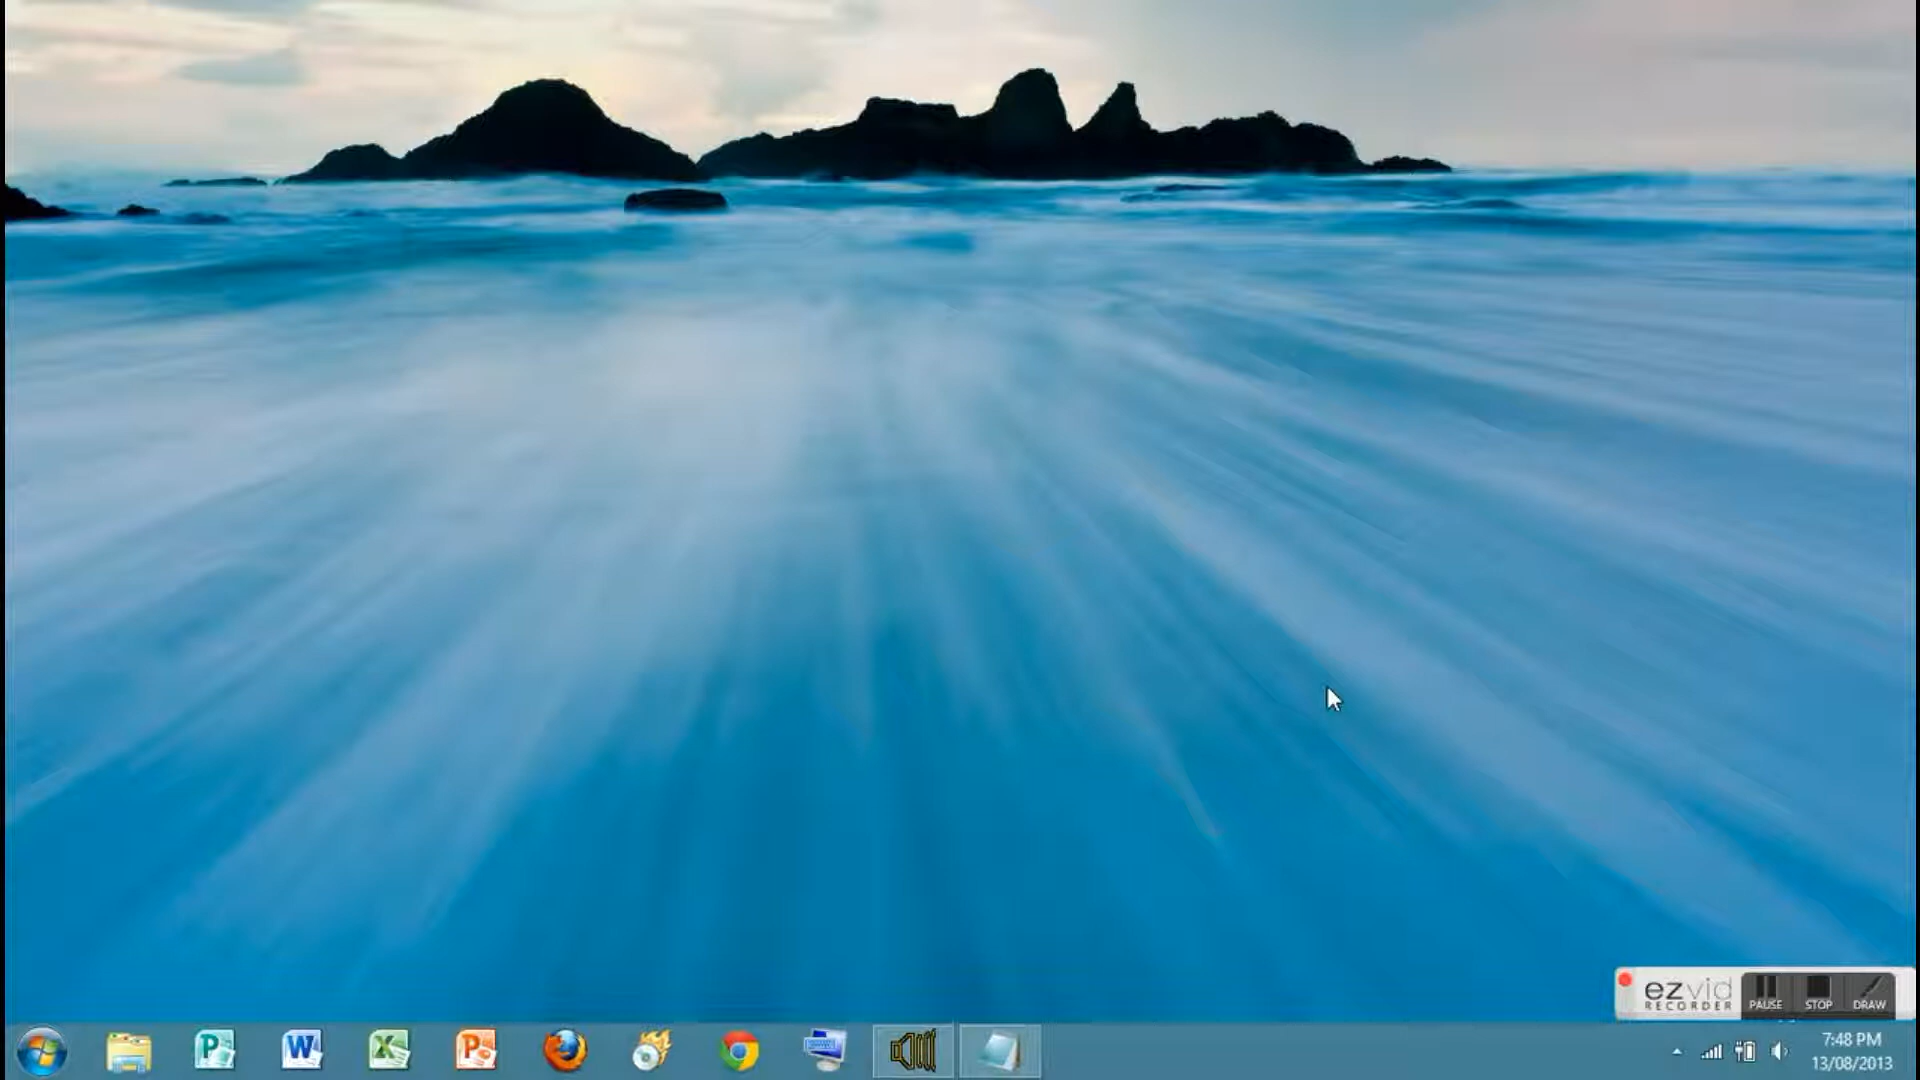 ezvid
RECORDER
PAUSE
STOP
DRAW
P
W
X
P
7:48 PM
13/08/2013